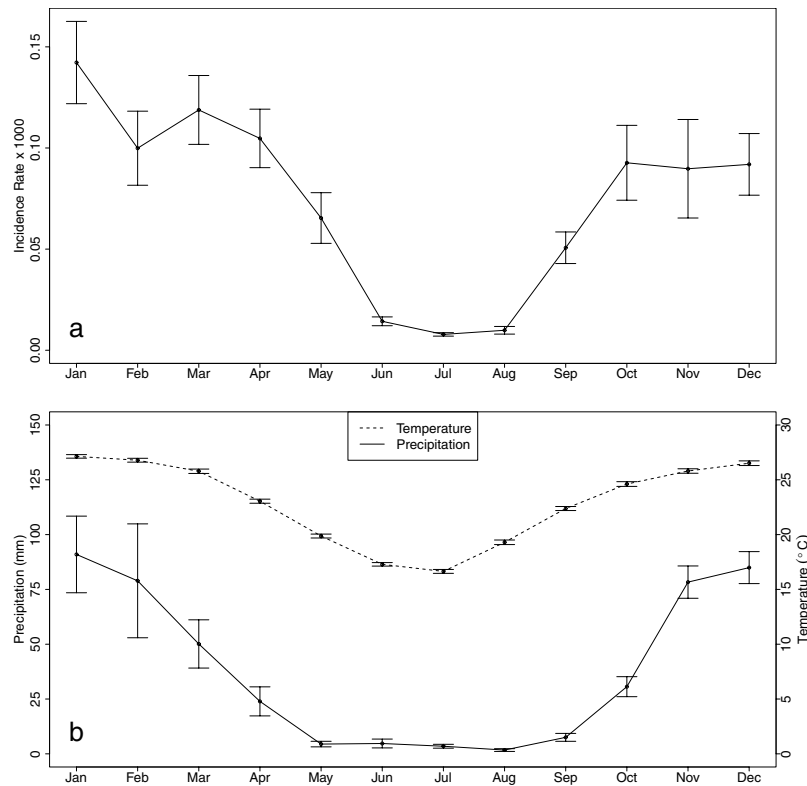 Incidence Rate x 1000
0.15
0.10
0.05
0.00
a
Jan Feb Mar Apr May Jun Jul Aug Sep Oct Nov Dec
Precipitation (mm)
150
125
100
75
50
25
0
Temperature
Precipitation
b
30
25
20
15
10
5
0
Temperature (°C)
Jan Feb Mar Apr May Jun Jul Aug Sep Oct Nov Dec